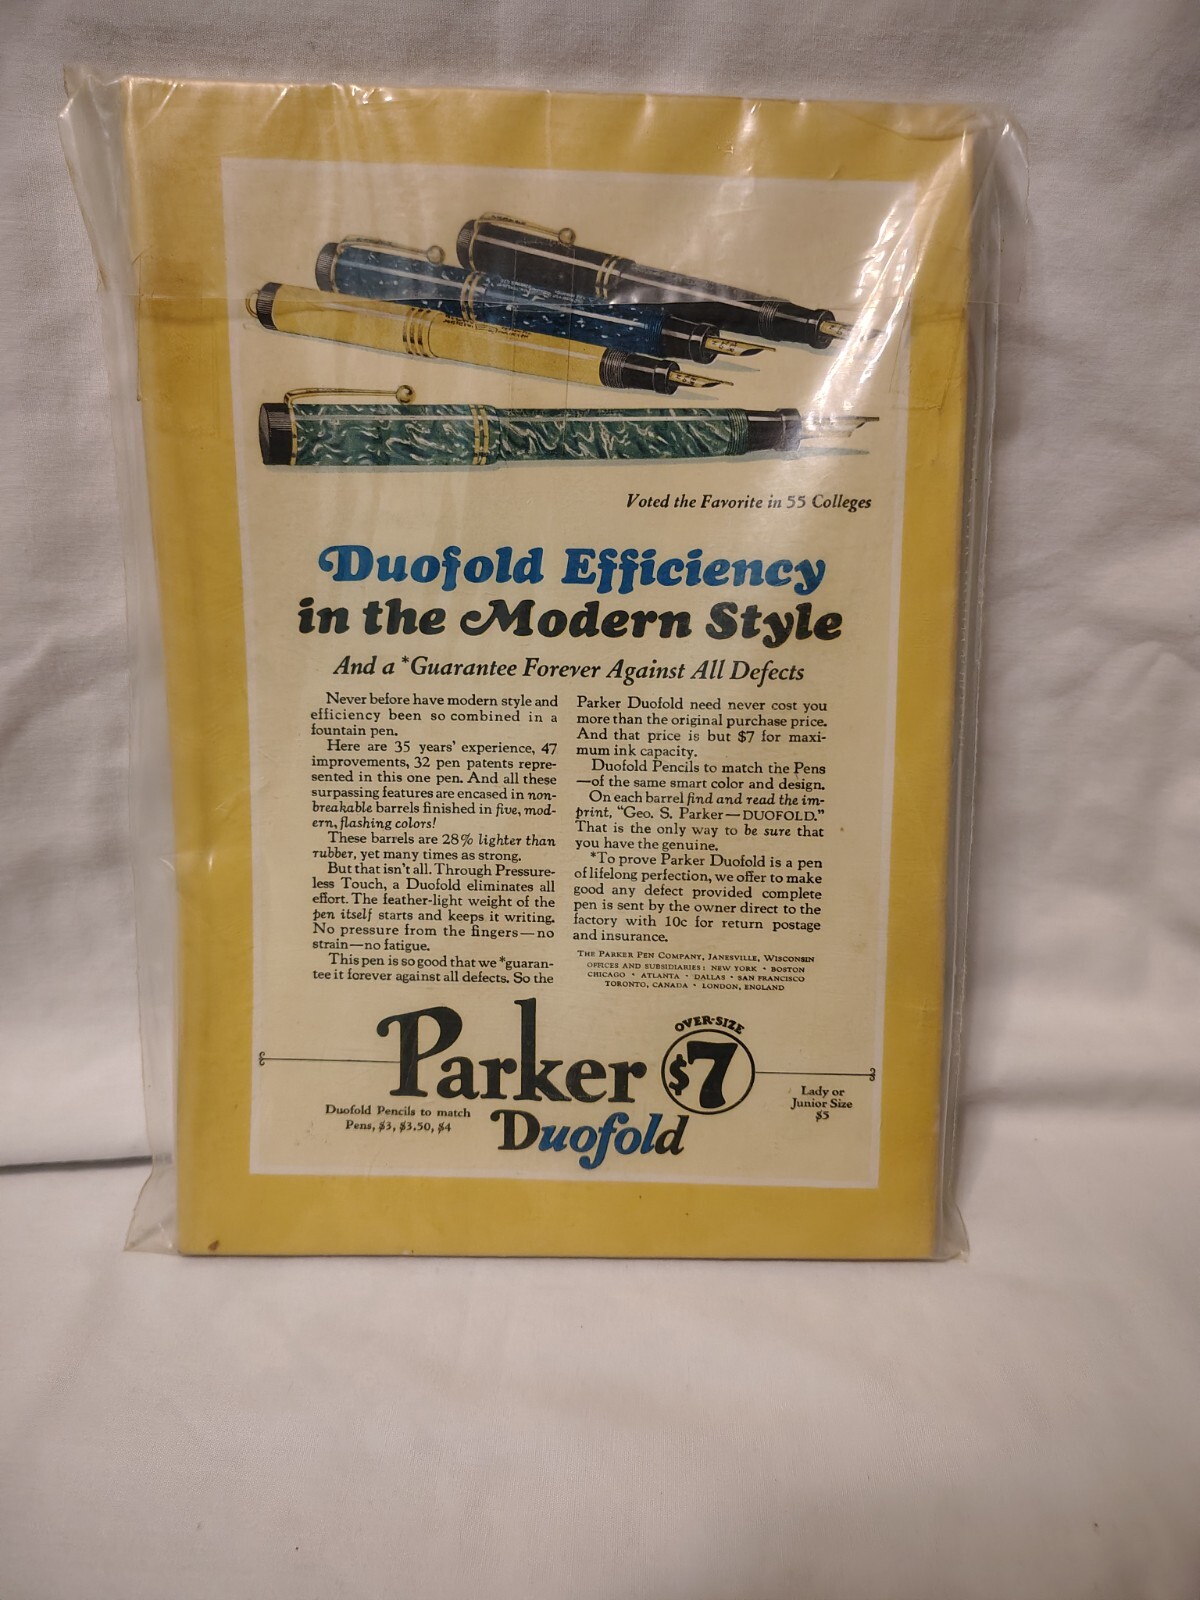 Voted the Favorite in 55 Colleges
Duofold Efficiency
in the Modern Style
And a *Guarantee Forever Against All Defects
Never before have modern style and
efficiency been so combined in a
fountain pen.
Here are 35 years' experience, 47
improvements, 32 pen patents repre-
sented in this one pen. And all these
surpassing features are encased in non-
breakable barrels finished in five, mod-
ern, flashing colors!
These barrels are 28% lighter than
rubber, yet many times as strong.
But that isn't all. Through Pressure-
less Touch, a Duofold eliminates all
effort. The feather-light weight of the
pen itself starts and keeps it writing.
No pressure from the fingers—no
strain—no fatigue.
This pen is so good that we *guaran-
tee it forever against all defects. So the
Parker Duofold need never cost you
more than the original purchase price.
And that price is but $7 for maxi-
mum ink capacity.
Duofold Pencils to match the Pens
—of the same smart color and design.
On each barrel find and read the im-
print, "Geo. S. Parker—DUOFOLD."
That is the only way to be sure that
you have the genuine.
*To prove Parker Duofold is a pen
of lifelong perfection, we offer to make
good any defect provided complete
pen is sent by the owner direct to the
factory with 10c for return postage
and insurance.
THE PARKER PEN COMPANY, JANESVILLE, WISCONSIN
OFFICES AND SUBSIDIARIES: NEW YORK • BOSTON
CHICAGO • ATLANTA • DALLAS • SAN FRANCISCO
TORONTO, CANADA • LONDON, ENGLAND
Parker
OVER-SIZE
$7
Duofold
Duofold Pencils to match
Pens, $3, $3.50, $4
Lady or
Junior Size
$5